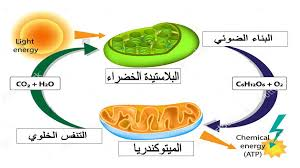 Light
energy
البناء الضوئي
البلاستيدة الخضراء
CO₂ + H₂O
C₆H₁₂O₆ + O₂
التنفس الخلوي
الميتوكندريا
Chemical
energy
(ATP)